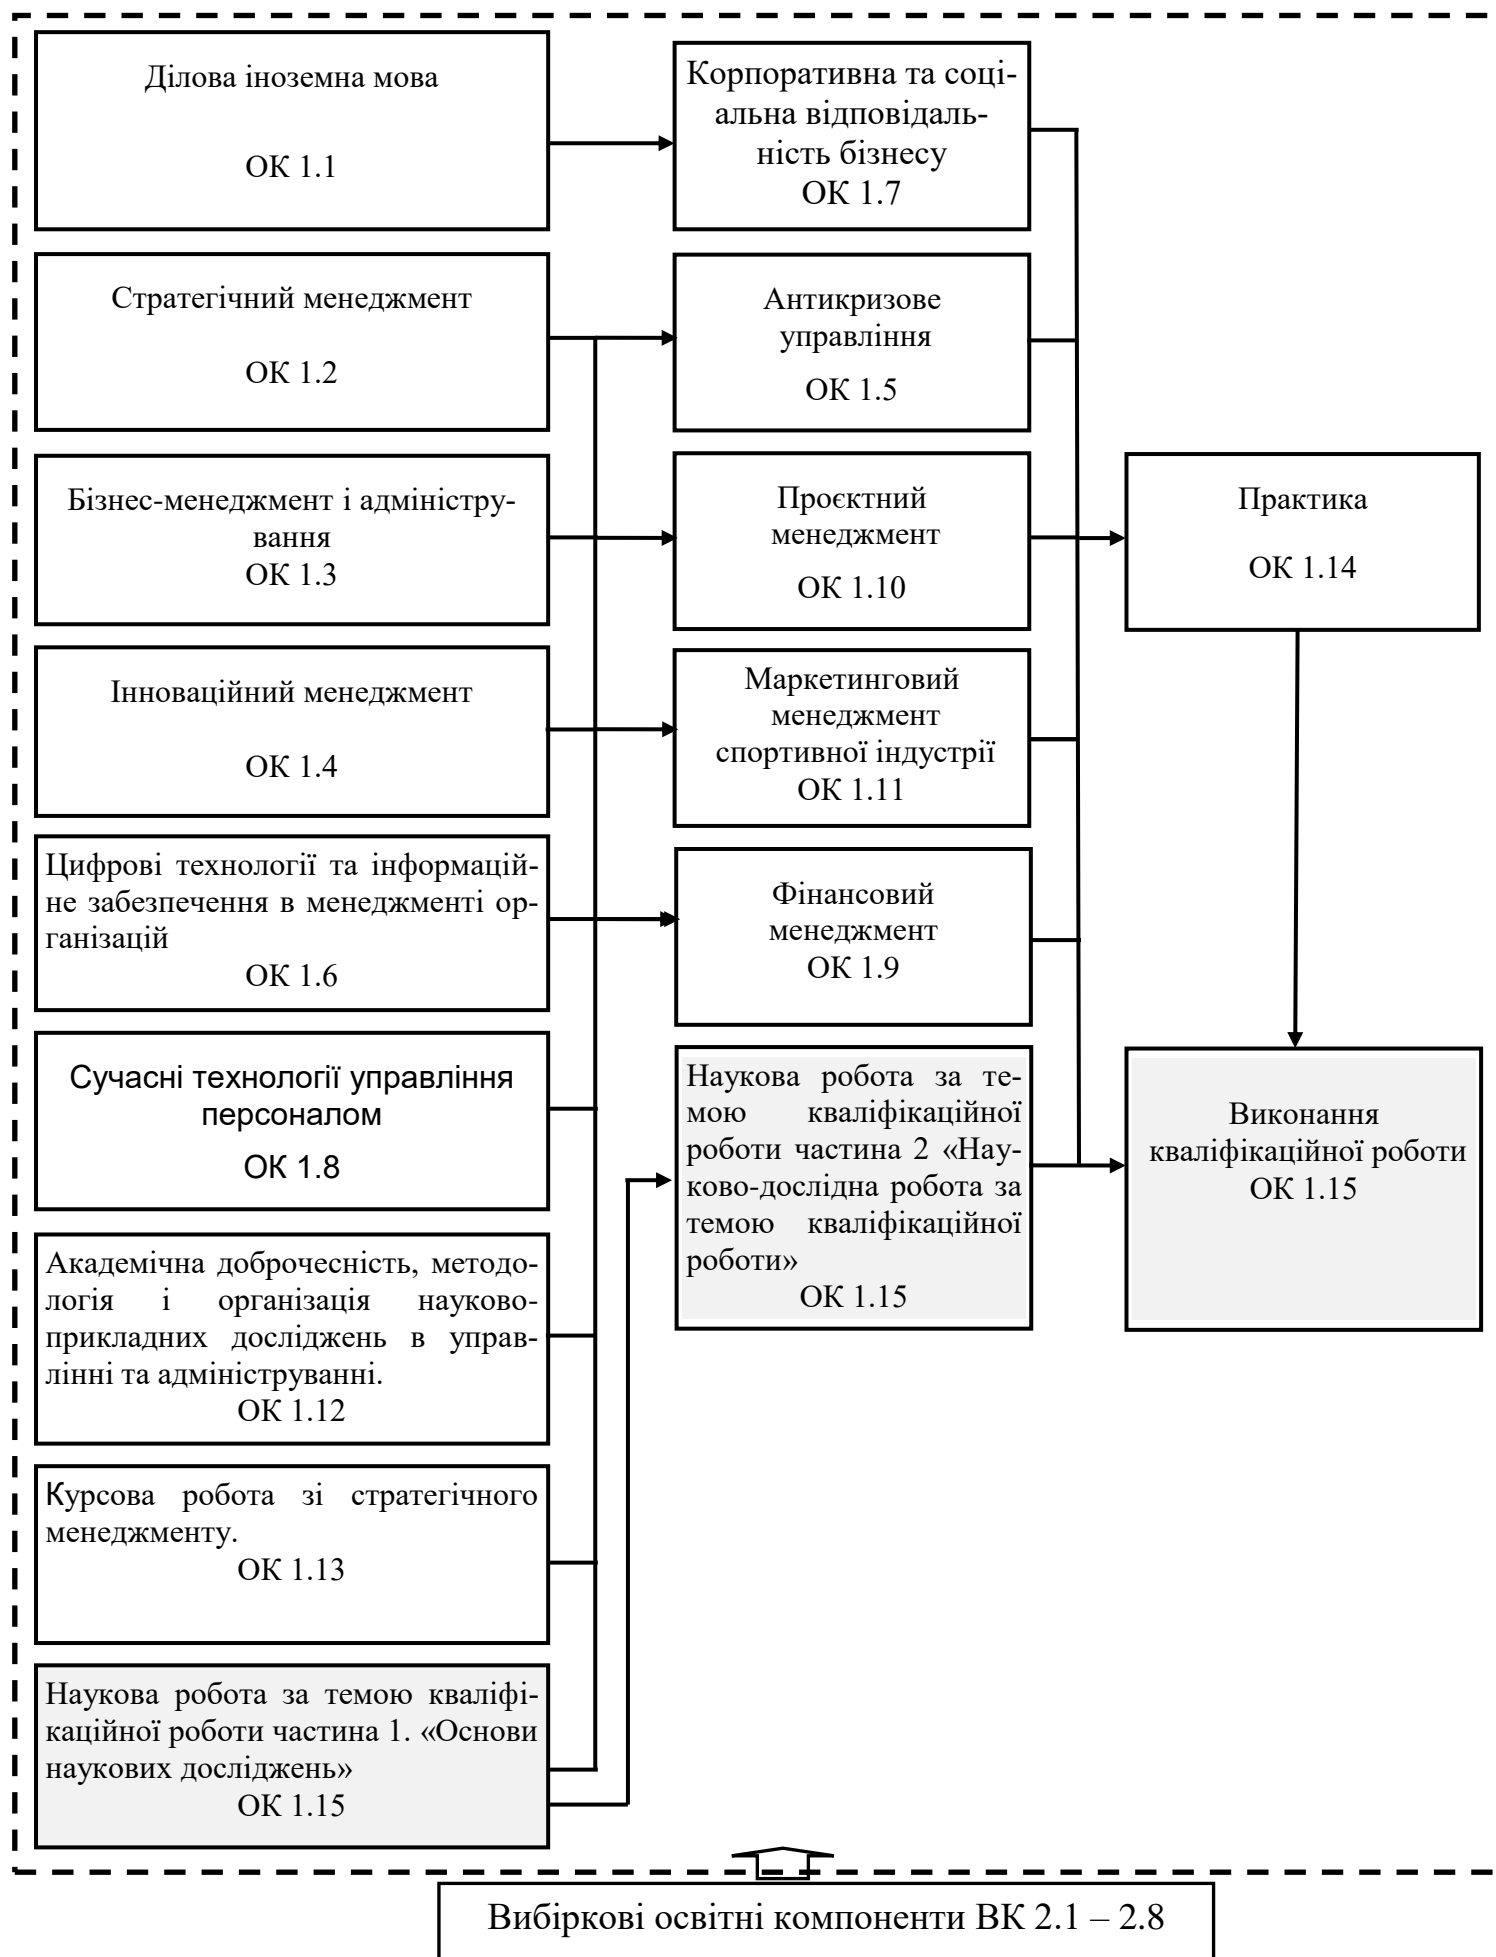 Ділова іноземна мова
ОК 1.1
Стратегічний менеджмент
ОК 1.2
Бізнес-менеджмент і адміністру-
вання
ОК 1.3
Інноваційний менеджмент
ОК 1.4
Цифрові технології та інформацій-
не забезпечення в менеджменті ор-
ганізацій
ОК 1.6
Сучасні технології управління
персоналом
ОК 1.8
Академічна доброчесність, методо-
логія і організація науково-
прикладних досліджень в управ-
лінні та адмініструванні.
ОК 1.12
Курсова робота зі стратегічного
менеджменту.
ОК 1.13
Наукова робота за темою кваліфі-
каційної роботи частина 1. «Основи
наукових досліджень»
ОК 1.15
Корпоративна та соці-
альна відповідаль-
ність бізнесу
ОК 1.7
Антикризове
управління
ОК 1.5
Проєктний
менеджмент
ОК 1.10
Маркетинговий
менеджмент
спортивної індустрії
ОК 1.11
Фінансовий
менеджмент
ОК 1.9
Наукова робота за те-
мою кваліфікаційної
роботи частина 2 «Нау-
ково-дослідна робота за
темою кваліфікаційної
роботи»
ОК 1.15
Практика
ОК 1.14
Виконання
кваліфікаційної роботи
ОК 1.15
Вибіркові освітні компоненти ВК 2.1 – 2.8